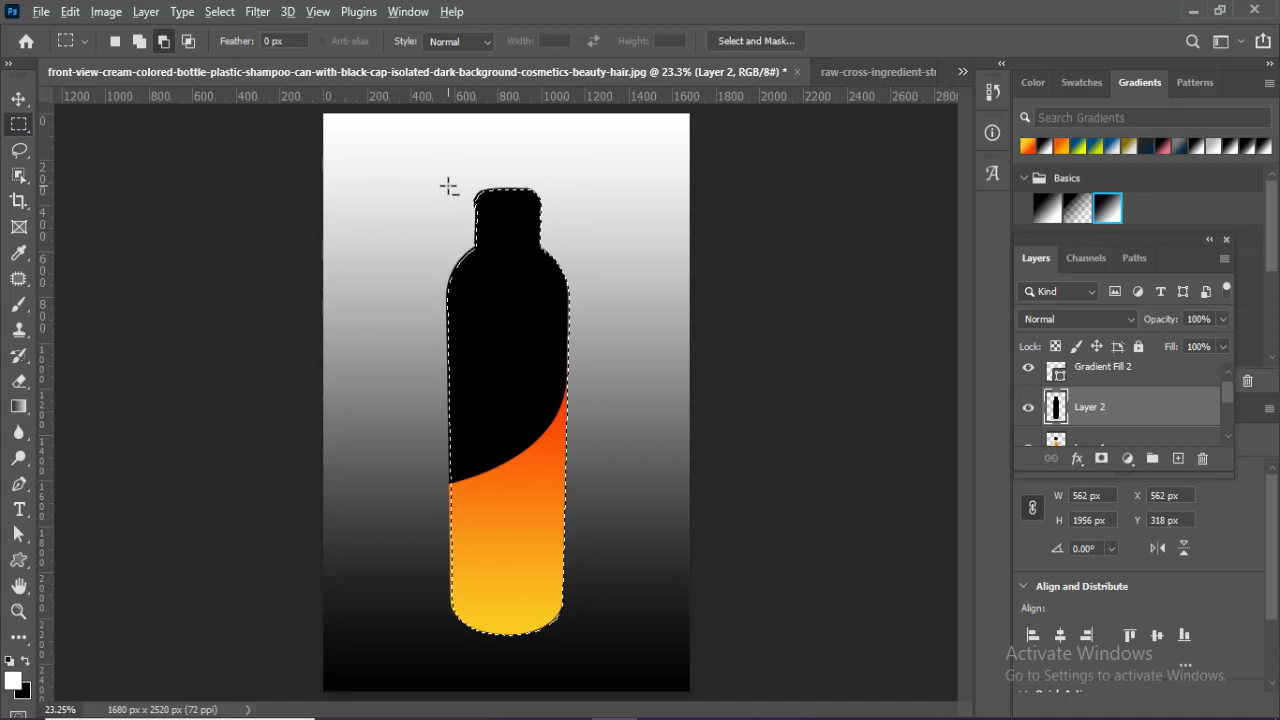 Ps File Edit Image Layer Type Select Filter 3D View Plugins Window Help
Feather: 0 px Anti-alias Style: Normal Width: Height: Select and Mask...
front-view-cream-colored-bottle-plastic-shampoo-can-with-black-cap-isolated-dark-background-cosmetics-beauty-hair.jpg @ 23.3% (Layer 2, RGB/8#) * × raw-cross-ingredient-stu
Color Swatches Gradients Patterns
1200 1000 800 600 400 200 0 200 400 600 800 1000 1200 1400 1600 1800 2000 2200 2400 2600 2800
Search Gradients
Basics
Layers Channels Paths
Kind
Normal Opacity: 100%
Lock: Fill: 100%
Gradient Fill 2
Layer 2
W 562 px X 562 px
H 1956 px Y 318 px
0.00°
Align and Distribute
Align:
Activate Windows
Go to Settings to activate Windows.
23.25% 1680 px x 2520 px (72 ppi)